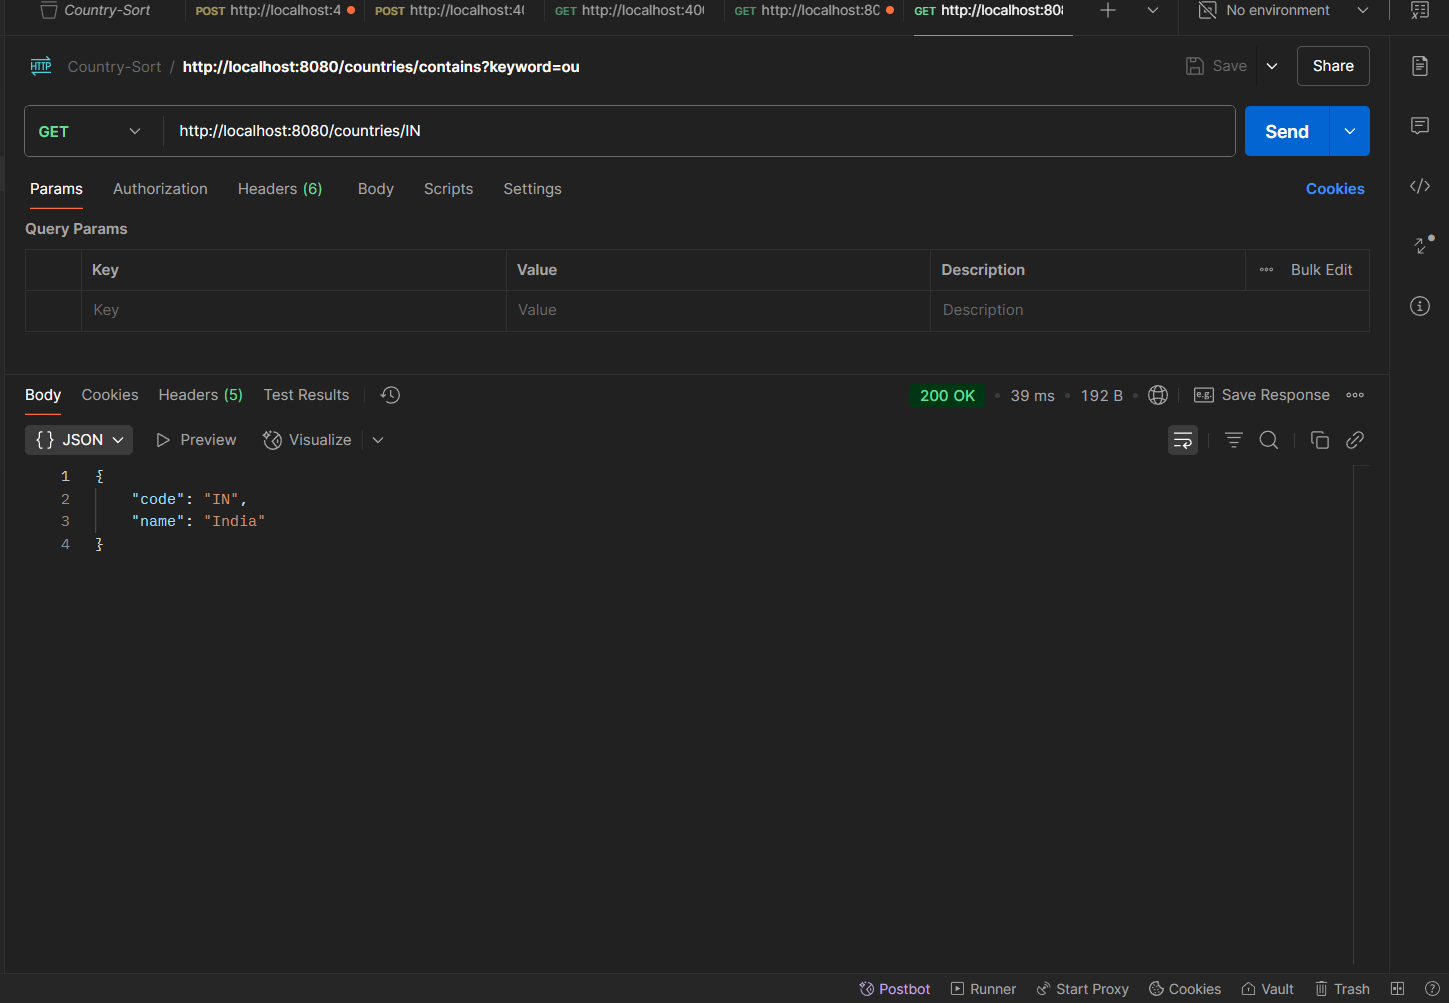 Country-Sort
POST http://localhost:4
POST http://localhost:40
GET http://localhost:40
GET http://localhost:80
GET http://localhost:80
No environment
HTTP Country-Sort / http://localhost:8080/countries/contains?keyword=ou
Save
Share
GET http://localhost:8080/countries/IN
Send
Params Authorization Headers (6) Body Scripts Settings Cookies
Query Params
Key Value Description Bulk Edit
Key Value Description
Body Cookies Headers (5) Test Results 200 OK • 39 ms • 192 B • e.g. Save Response
{} JSON Preview Visualize
1 {
2 "code": "IN",
3 "name": "India"
4 }
Postbot Runner Start Proxy Cookies Vault Trash